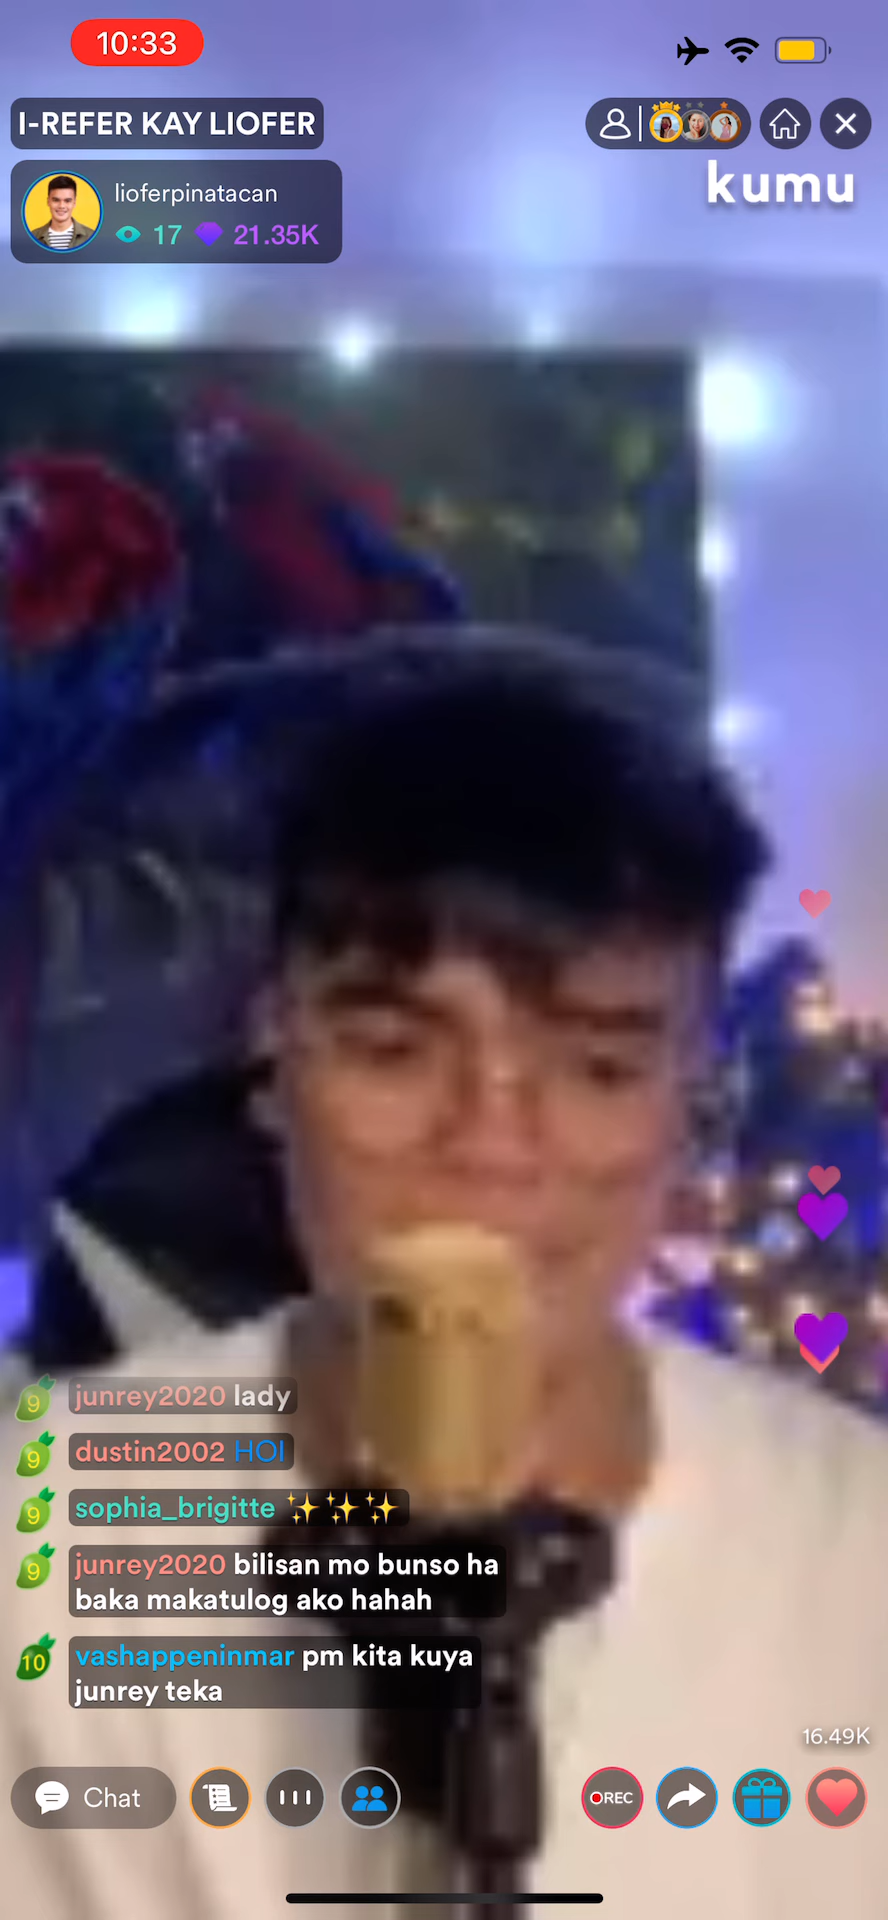 10:33
I-REFER KAY LIOFER
lioferpinatacan
17 21.35K
kumu
9 junrey2020 lady
9 dustin2002 HOI
9 sophia_brigitte ✨✨✨
9 junrey2020 bilisan mo bunso ha
baka makatulog ako hahah
10 vashappeninmar pm kita kuya
junrey teka
16.49K
Chat
REC